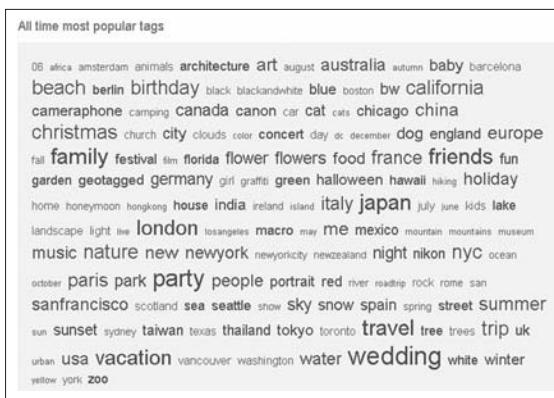 All time most popular tags
06 africa amsterdam animals architecture art august australia autumn baby barcelona
beach berlin birthday black blackandwhite blue boston bw california
cameraphone camping canada canon car cat cats chicago china
christmas church city clouds color concert day dc december dog england europe
fall family festival film florida flower flowers food france friends fun
garden geotagged germany girl graffiti green halloween hawaii hiking holiday
home honeymoon hongkong house india ireland island italy japan july june kids lake
landscape light live london losangeles macro may me mexico mountain mountains museum
music nature new newyork newyorkcity newzealand night nikon nyc ocean
october paris park party people portrait red river roadtrip rock rome san
sanfrancisco scotland sea seattle snow sky snow spain spring street summer
sun sunset sydney taiwan texas thailand tokyo toronto travel tree trees trip uk
urban usa vacation vancouver washington water wedding white winter
yellow york zoo